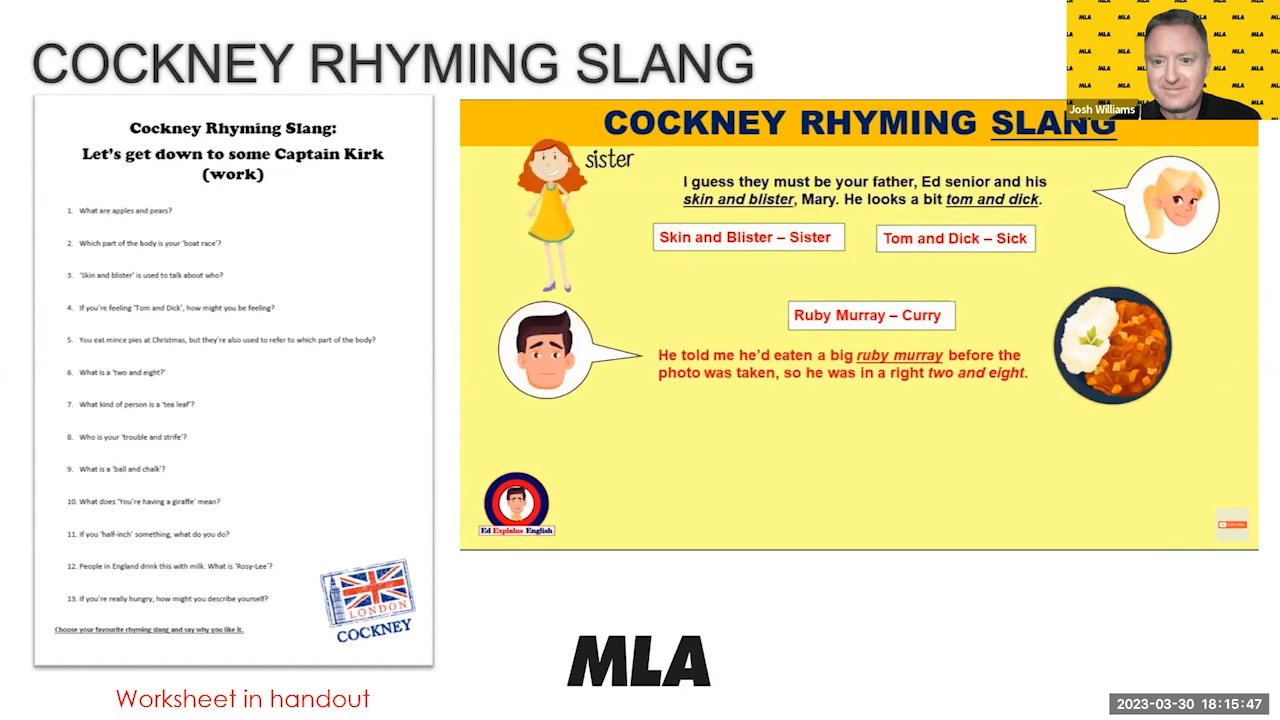 COCKNEY RHYMING SLANG
Cockney Rhyming Slang:
Let's get down to some Captain Kirk
(work)
1. What are apples and pears?
2. Which part of the body is your 'boat race'?
3. 'Skin and blister' is used to talk about who?
4. If you're feeling 'Tom and Dick', how might you be feeling?
5. You eat mince pies at Christmas, but they're also used to refer to which part of the body?
6. What is a 'two and eight?'
7. What kind of person is a 'tea leaf'?
8. Who is your 'trouble and strife'?
9. What is a 'ball and chalk'?
10. What does 'You're having a giraffe' mean?
11. If you 'half-inch' something, what do you do?
12. People in England drink this with milk. What is 'Rosy-Lee'?
13. If you're really hungry, how might you describe yourself?
Choose your favourite rhyming slang and say why you like it.
LONDON
COCKNEY
Worksheet in handout
COCKNEY RHYMING SLANG
sister
I guess they must be your father, Ed senior and his
skin and blister, Mary. He looks a bit tom and dick.
Skin and Blister – Sister
Tom and Dick – Sick
Ruby Murray – Curry
He told me he'd eaten a big ruby murray before the
photo was taken, so he was in a right two and eight.
Ed Explains English
MLA
MLA MLA MLA MLA
Josh Williams
2023-03-30 18:15:47